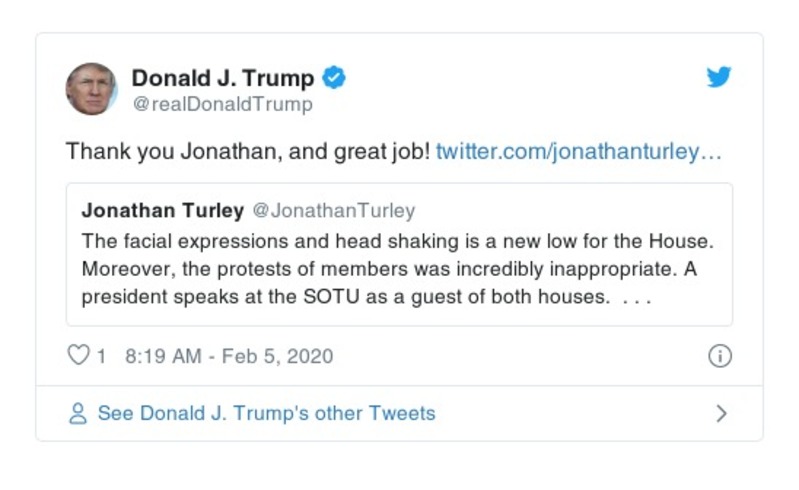 Donald J. Trump
@realDonaldTrump
Thank you Jonathan, and great job! twitter.com/jonathanturley…
Jonathan Turley @JonathanTurley
The facial expressions and head shaking is a new low for the House.
Moreover, the protests of members was incredibly inappropriate. A
president speaks at the SOTU as a guest of both houses. . . .
1 8:19 AM - Feb 5, 2020
See Donald J. Trump's other Tweets